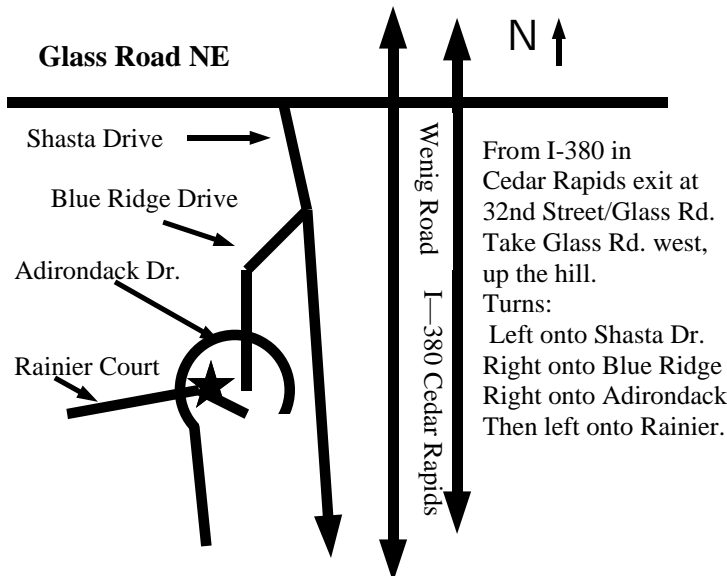 N
Glass Road NE
Shasta Drive
Blue Ridge Drive
Adirondack Dr.
Rainier Court
Wenig Road
I—380 Cedar Rapids
From I-380 in
Cedar Rapids exit at
32nd Street/Glass Rd.
Take Glass Rd. west,
up the hill.
Turns:
Left onto Shasta Dr.
Right onto Blue Ridge
Right onto Adirondack
Then left onto Rainier.